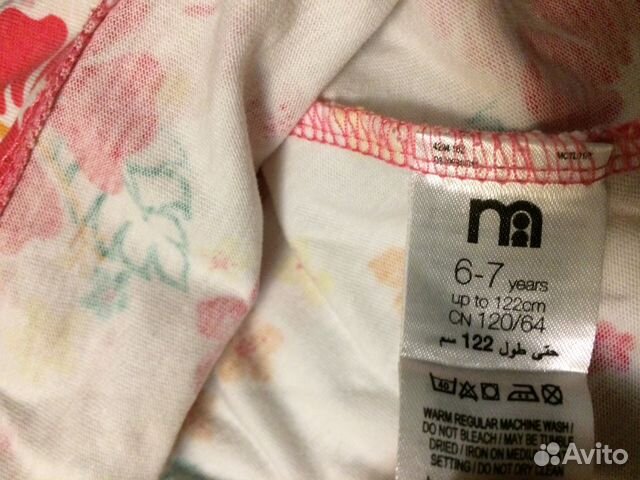 m
6-7 years
up to 122cm
CN 120/64
حتى طول 122 سم
40
WARM REGULAR MACHINE WASH /
DO NOT BLEACH / MAY BE TUMBLE
DRIED / IRON ON MEDIUM
SETTING / DO NOT DRY CLEAN
Avito